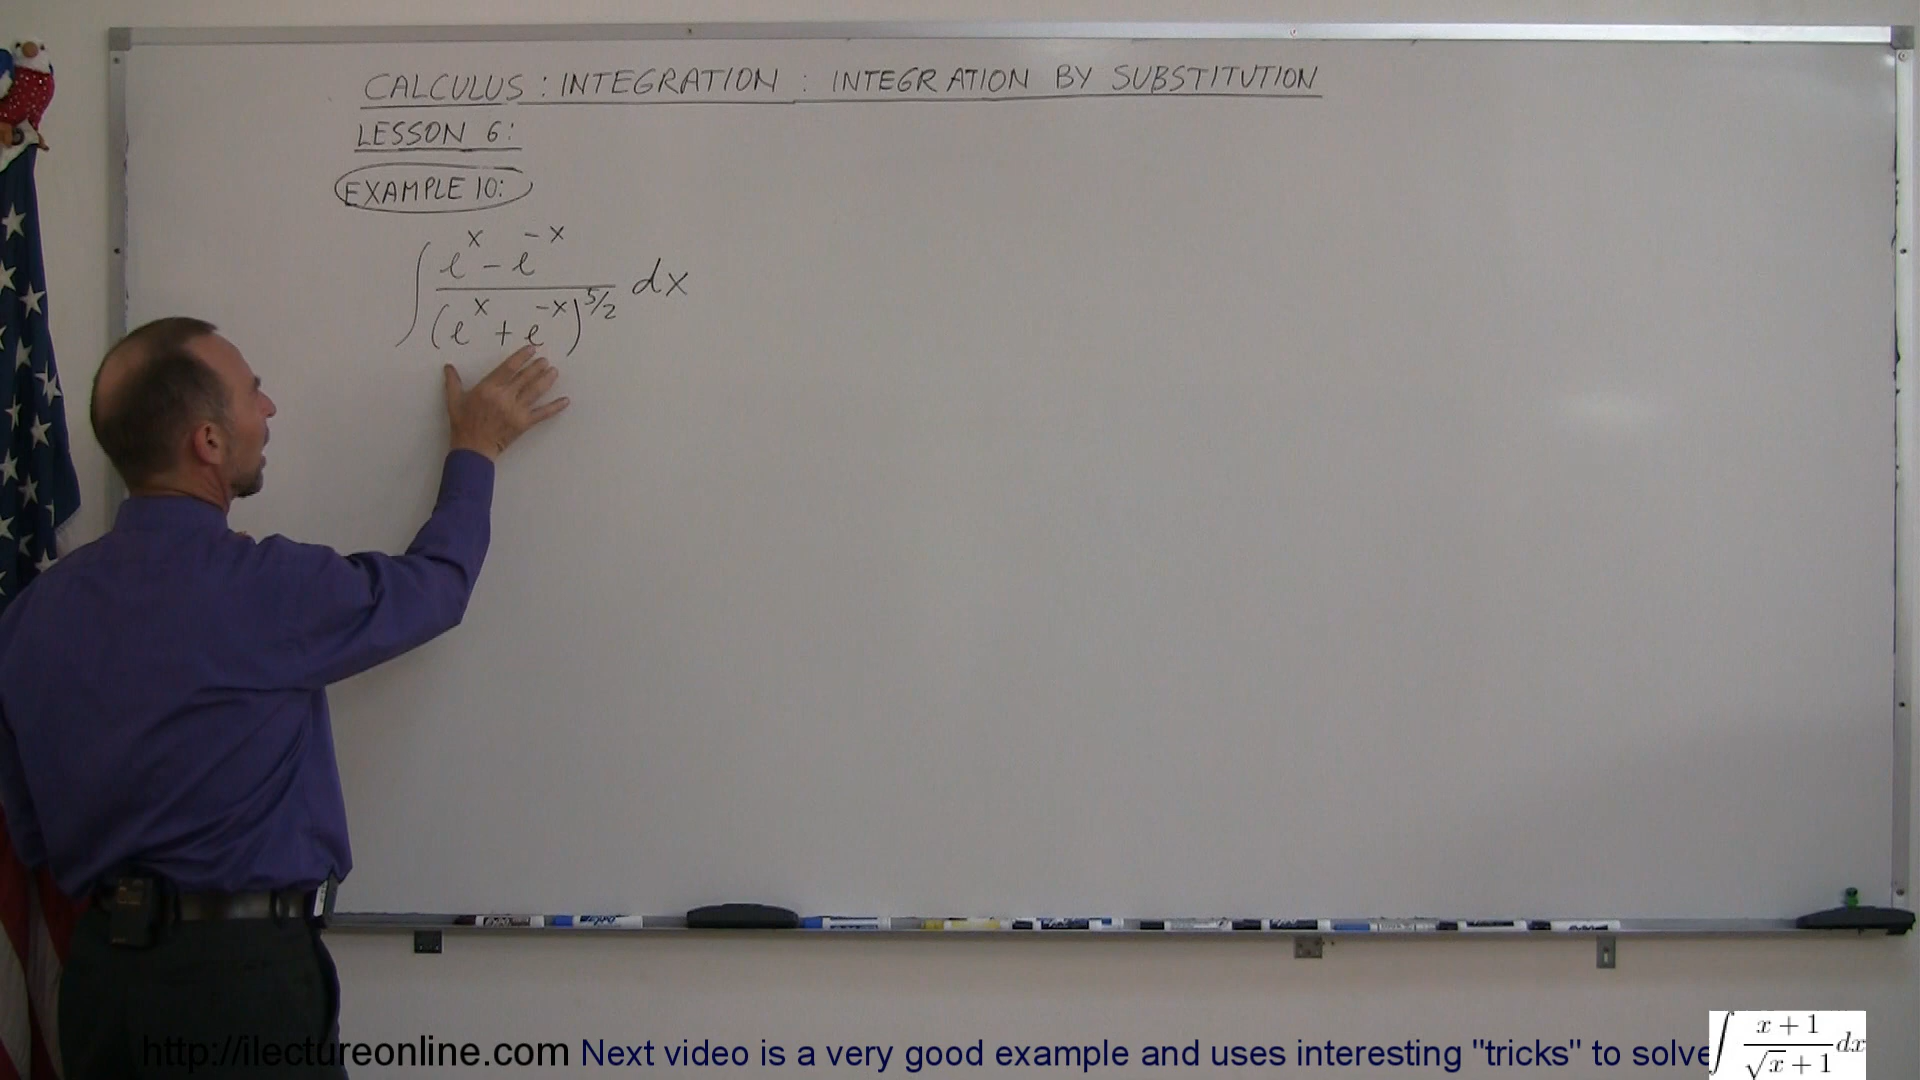 CALCULUS : INTEGRATION : INTEGRATION BY SUBSTITUTION
LESSON 6:
EXAMPLE 10:
∫ (e^x - e^-x) / (e^x + e^-x)^5/2 dx
http://ilectureonline.com Next video is a very good example and uses interesting "tricks" to solve ∫ (x + 1) / (√x + 1) dx